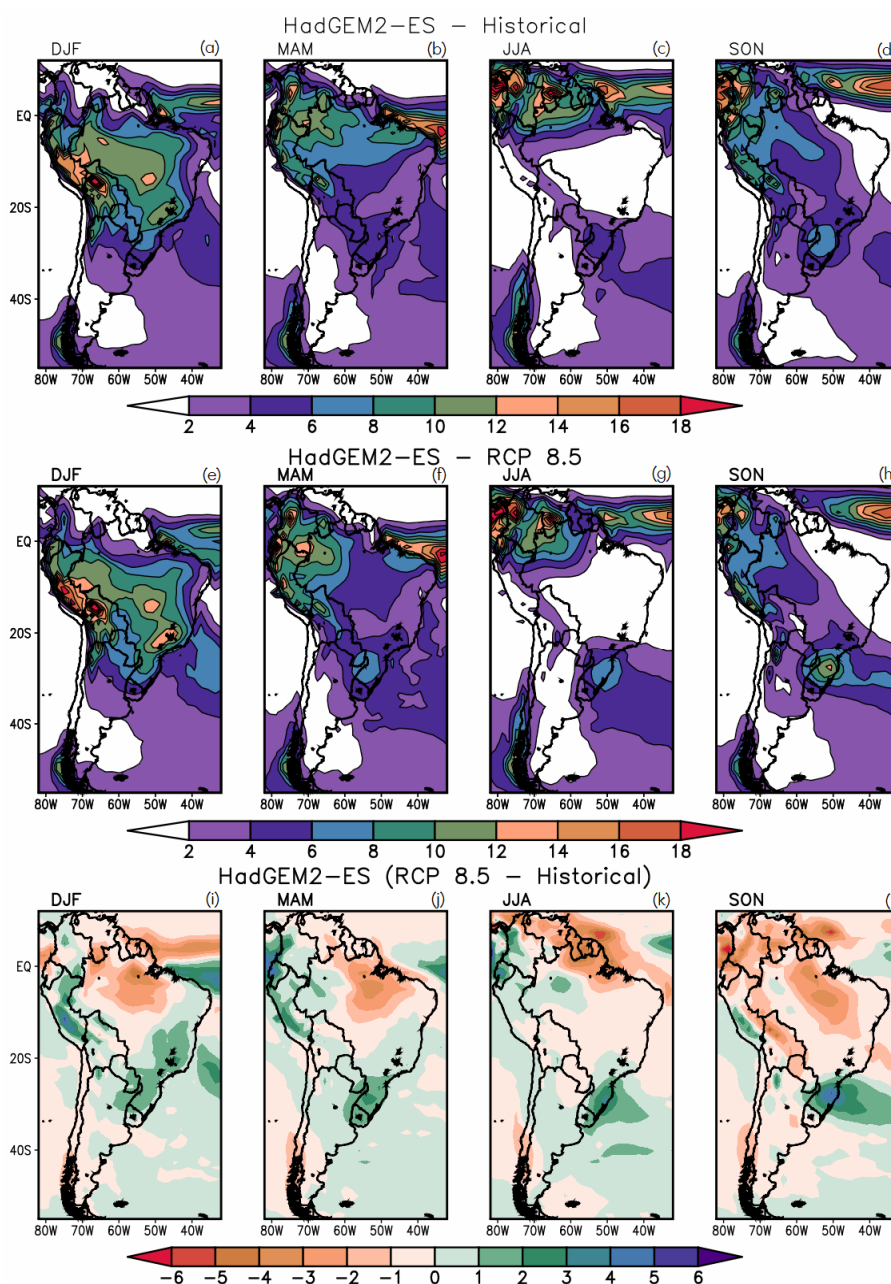 HadGEM2-ES - Historical
DJF (a) MAM (b) JJA (c) SON (d)
EQ
20S
40S
80W 70W 60W 50W 40W 80W 70W 60W 50W 40W 80W 70W 60W 50W 40W 80W 70W 60W 50W 40W
2 4 6 8 10 12 14 16 18
HadGEM2-ES - RCP 8.5
DJF (e) MAM (f) JJA (g) SON (h)
EQ
20S
40S
80W 70W 60W 50W 40W 80W 70W 60W 50W 40W 80W 70W 60W 50W 40W 80W 70W 60W 50W 40W
2 4 6 8 10 12 14 16 18
HadGEM2-ES (RCP 8.5 - Historical)
DJF (i) MAM (j) JJA (k) SON
EQ
20S
40S
80W 70W 60W 50W 40W 80W 70W 60W 50W 40W 80W 70W 60W 50W 40W 80W 70W 60W 50W 40W
-6 -5 -4 -3 -2 -1 0 1 2 3 4 5 6